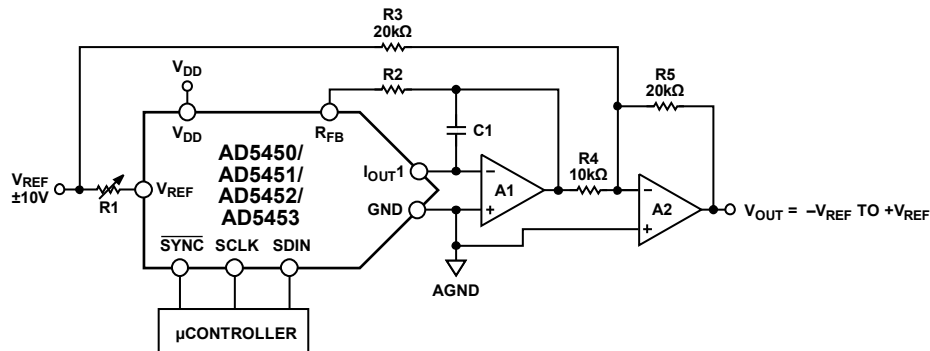 R3
20kΩ
VDD
VDD
RFB
R2
C1
R5
20kΩ
AD5450/
AD5451/
AD5452/
AD5453
VREF
±10V
R1
VREF
IOUT1
GND
A1
R4
10kΩ
A2
VOUT = –VREF TO +VREF
SYNC SCLK SDIN
AGND
µCONTROLLER